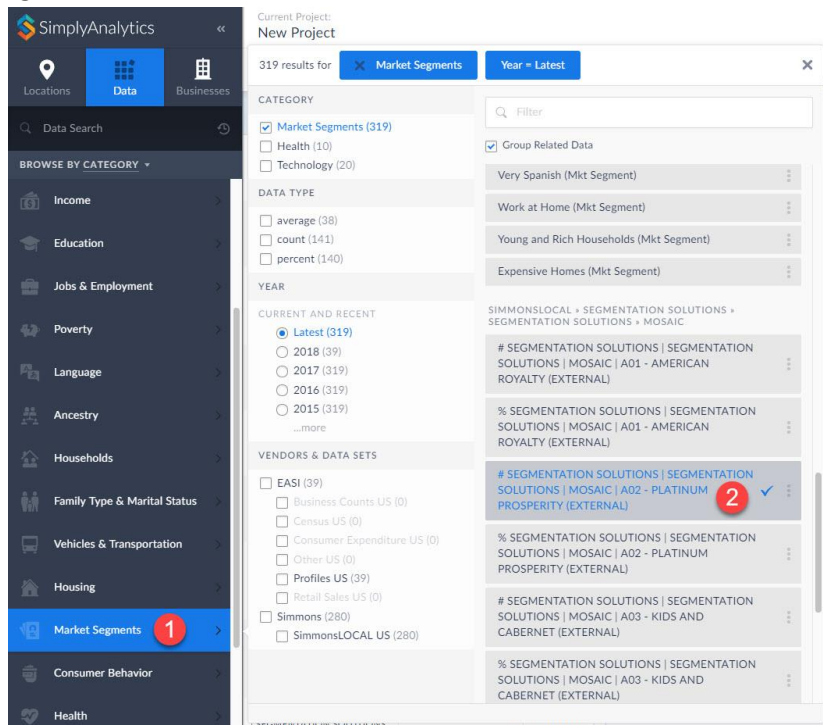 SimplyAnalytics «
Locations
Data
Businesses
Data Search
BROWSE BY CATEGORY
Income
Education
Jobs & Employment
Poverty
Language
Ancestry
Households
Family Type & Marital Status
Vehicles & Transportation
Housing
Market Segments 1
Consumer Behavior
Health
Current Project:
New Project
319 results for Market Segments Year = Latest
CATEGORY
Market Segments (319)
Health (10)
Technology (20)
DATA TYPE
average (38)
count (141)
percent (140)
YEAR
CURRENT AND RECENT
Latest (319)
2018 (39)
2017 (319)
2016 (319)
2015 (319)
...more
VENDORS & DATA SETS
EASI (39)
Business Counts US (0)
Census US (0)
Consumer Expenditure US (0)
Other US (0)
Profiles US (39)
Retail Sales US (0)
Simmons (280)
SimmonsLOCAL US (280)
Filter
Group Related Data
Very Spanish (Mkt Segment)
Work at Home (Mkt Segment)
Young and Rich Households (Mkt Segment)
Expensive Homes (Mkt Segment)
SIMMONSLOCAL » SEGMENTATION SOLUTIONS »
SEGMENTATION SOLUTIONS » MOSAIC
# SEGMENTATION SOLUTIONS | SEGMENTATION
SOLUTIONS | MOSAIC | A01 - AMERICAN
ROYALTY (EXTERNAL)
% SEGMENTATION SOLUTIONS | SEGMENTATION
SOLUTIONS | MOSAIC | A01 - AMERICAN
ROYALTY (EXTERNAL)
# SEGMENTATION SOLUTIONS | SEGMENTATION
SOLUTIONS | MOSAIC | A02 - PLATINUM 2
PROSPERITY (EXTERNAL)
% SEGMENTATION SOLUTIONS | SEGMENTATION
SOLUTIONS | MOSAIC | A02 - PLATINUM
PROSPERITY (EXTERNAL)
# SEGMENTATION SOLUTIONS | SEGMENTATION
SOLUTIONS | MOSAIC | A03 - KIDS AND
CABERNET (EXTERNAL)
% SEGMENTATION SOLUTIONS | SEGMENTATION
SOLUTIONS | MOSAIC | A03 - KIDS AND
CABERNET (EXTERNAL)